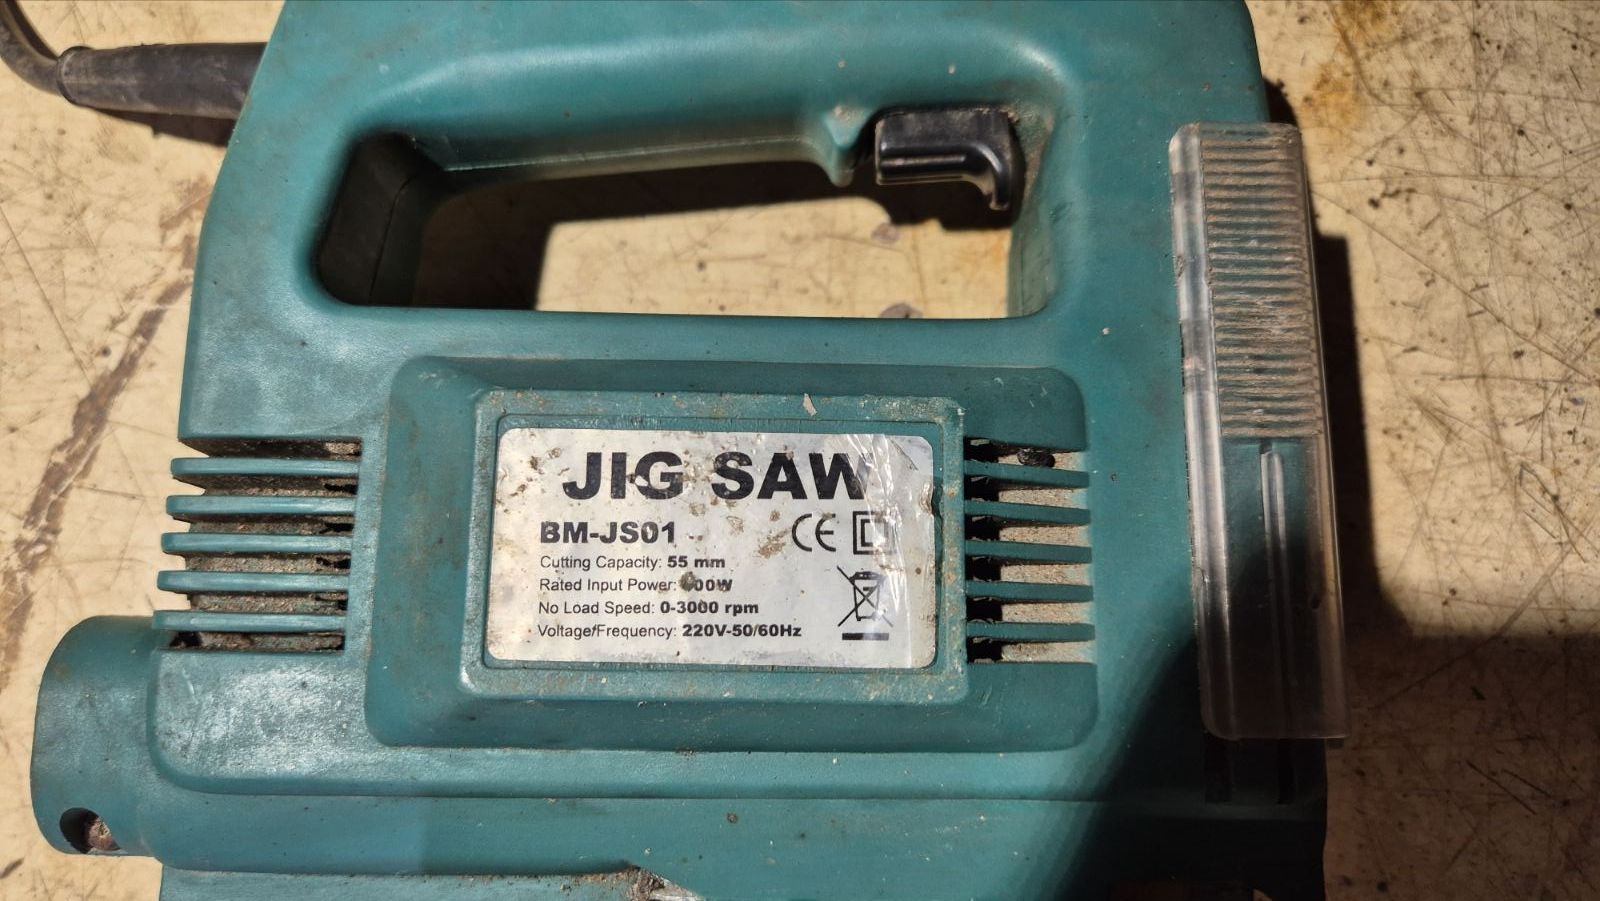 JIG SAW
BM-JS01 CE
Cutting Capacity: 55 mm
Rated Input Power:
No Load Speed: 0-3000 rpm
Voltage/Frequency: 220V-50/60Hz